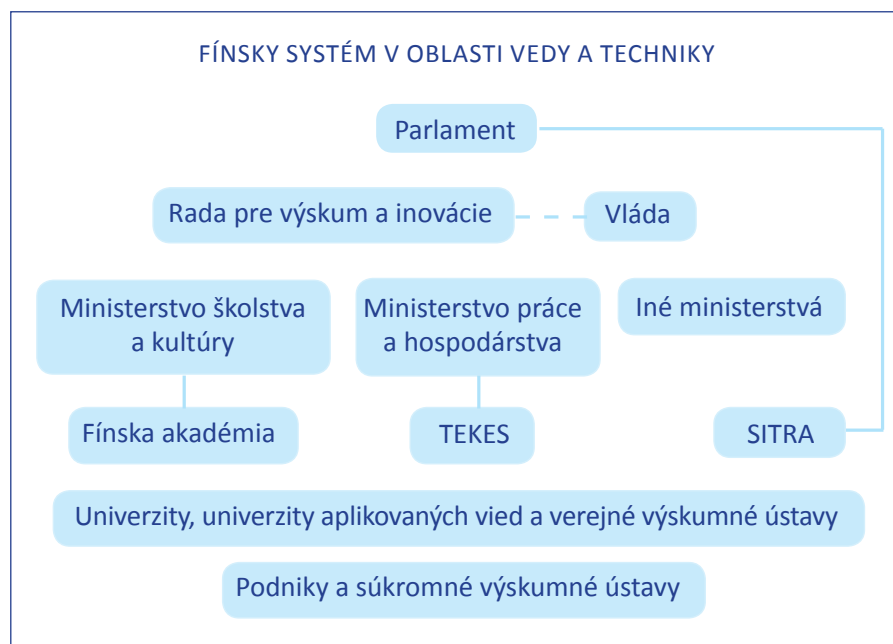 FÍNSKY SYSTÉM V OBLASTI VEDY A TECHNIKY
Parlament
Rada pre výskum a inovácie
Vláda
Ministerstvo školstva
a kultúry
Ministerstvo práce
a hospodárstva
Iné ministerstvá
Fínska akadémia
TEKES
SITRA
Univerzity, univerzity aplikovaných vied a verejné výskumné ústavy
Podniky a súkromné výskumné ústavy